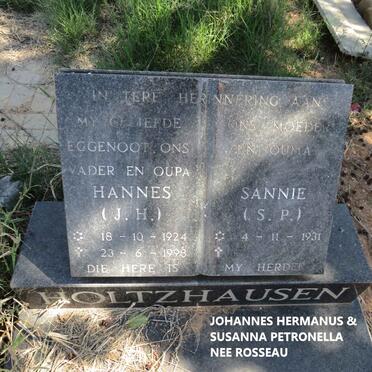 IN TERE HERINNERING AAN
MY GELIEFDE ONS MOEDER
EGGENOOT, ONS EN OUMA
VADER EN OUPA
HANNES SANNIE
(J. H.) (S. P.)
18 - 10 - 1924 4 - 11 - 1931
23 - 6 - 1998
DIE HERE IS MY HERDER
HOLTZHAUSEN
JOHANNES HERMANUS &
SUSANNA PETRONELLA
NEE ROSSEAU